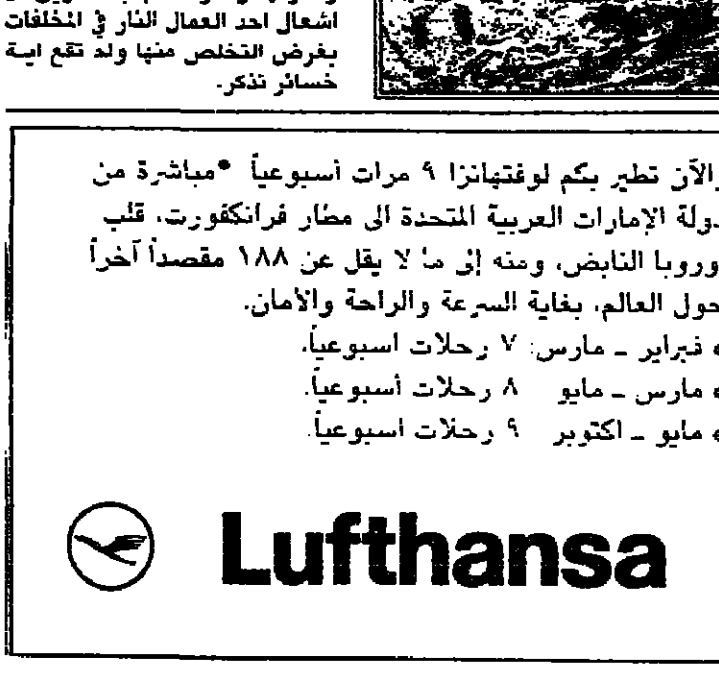 اشعال احد العمال النار في المخلفات
بغرض التخلص منها ولم تقع اية
خسائر تذكر.
والآن تطير بكم لوفتهانزا ٩ مرات أسبوعياً *مباشرة من
دولة الإمارات العربية المتحدة الى مطار فرانكفورت، قلب
أوروبا النابض، ومنه إلى ما لا يقل عن ١٨٨ مقصداً آخراً
حول العالم، بغاية السرعة والراحة والأمان.
* فبراير - مارس: ٧ رحلات اسبوعياً.
* مارس - مايو ٨ رحلات أسبوعياً.
* مايو - اكتوبر ٩ رحلات اسبوعياً.
Lufthansa